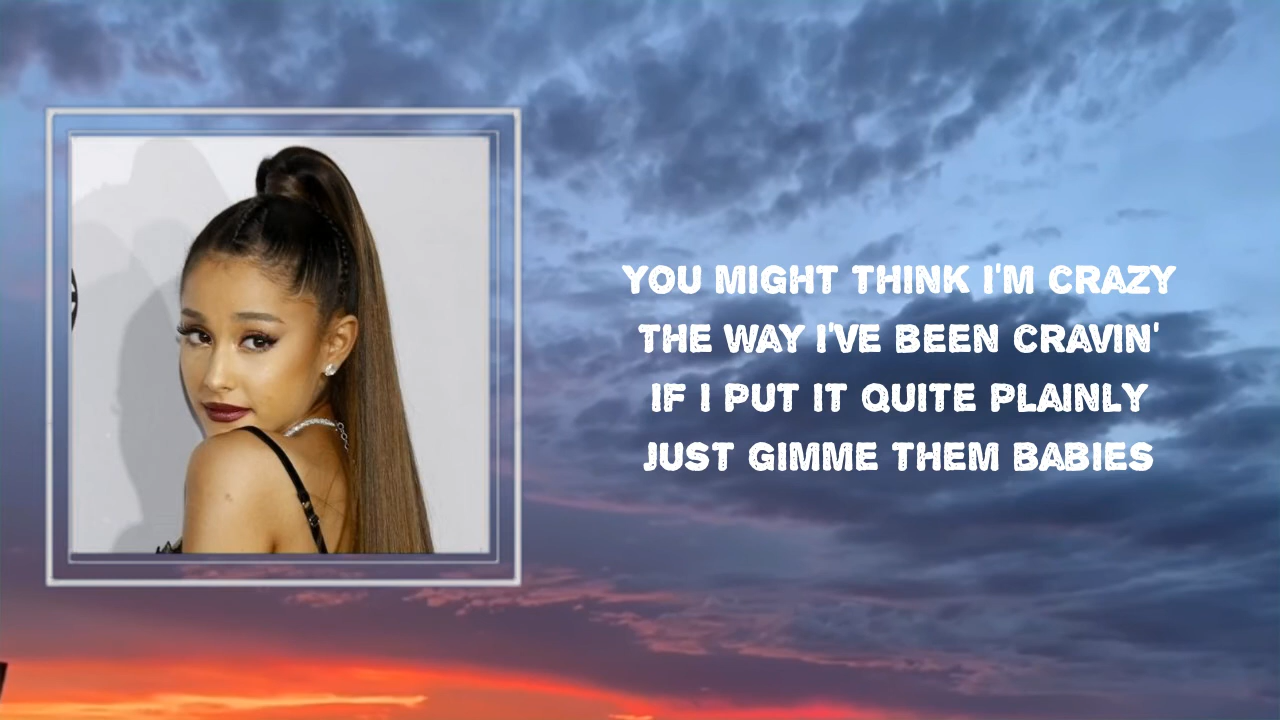 YOU MIGHT THINK I'M CRAZY
THE WAY I'VE BEEN CRAVIN'
IF I PUT IT QUITE PLAINLY
JUST GIMME THEM BABIES